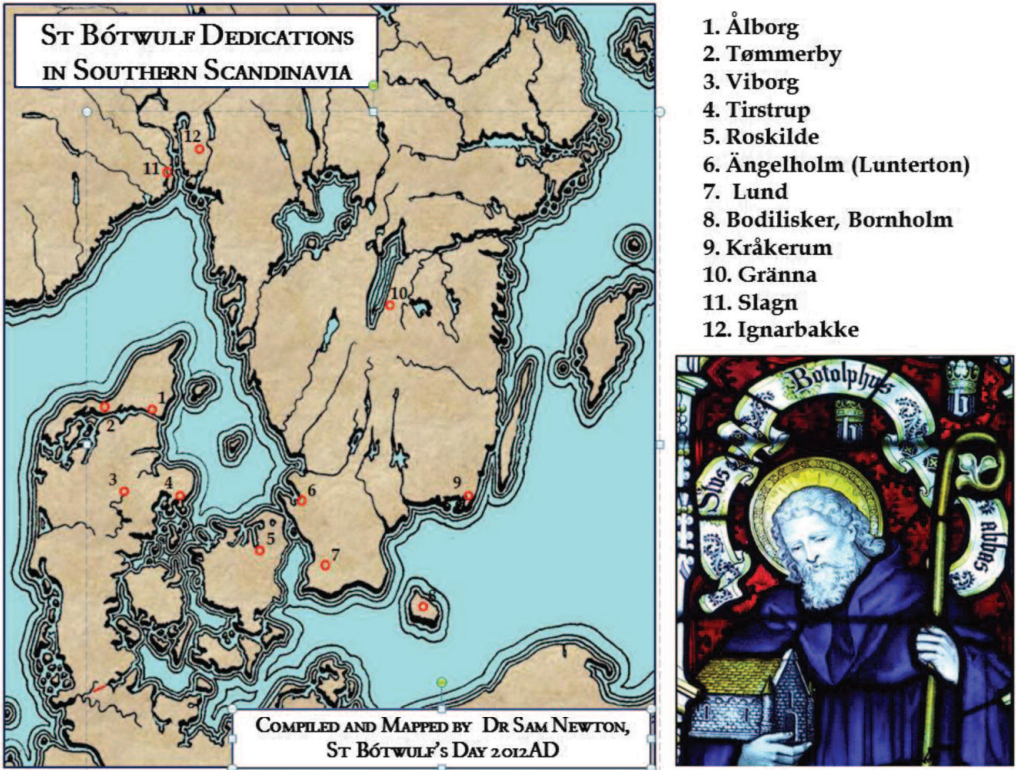 ST BÓTWULF DEDICATIONS
IN SOUTHERN SCANDINAVIA
12
11
10
1
2
3
4
5
6
7
8
9
COMPILED AND MAPPED BY DR SAM NEWTON,
ST BÓTWULF'S DAY 2012AD
1. Ålborg
2. Tømmerby
3. Viborg
4. Tirstrup
5. Roskilde
6. Ängelholm (Lunterton)
7. Lund
8. Bodilisker, Bornholm
9. Kråkerum
10. Gränna
11. Slagn
12. Ignarbakke
Botolphus
b
b
abbas